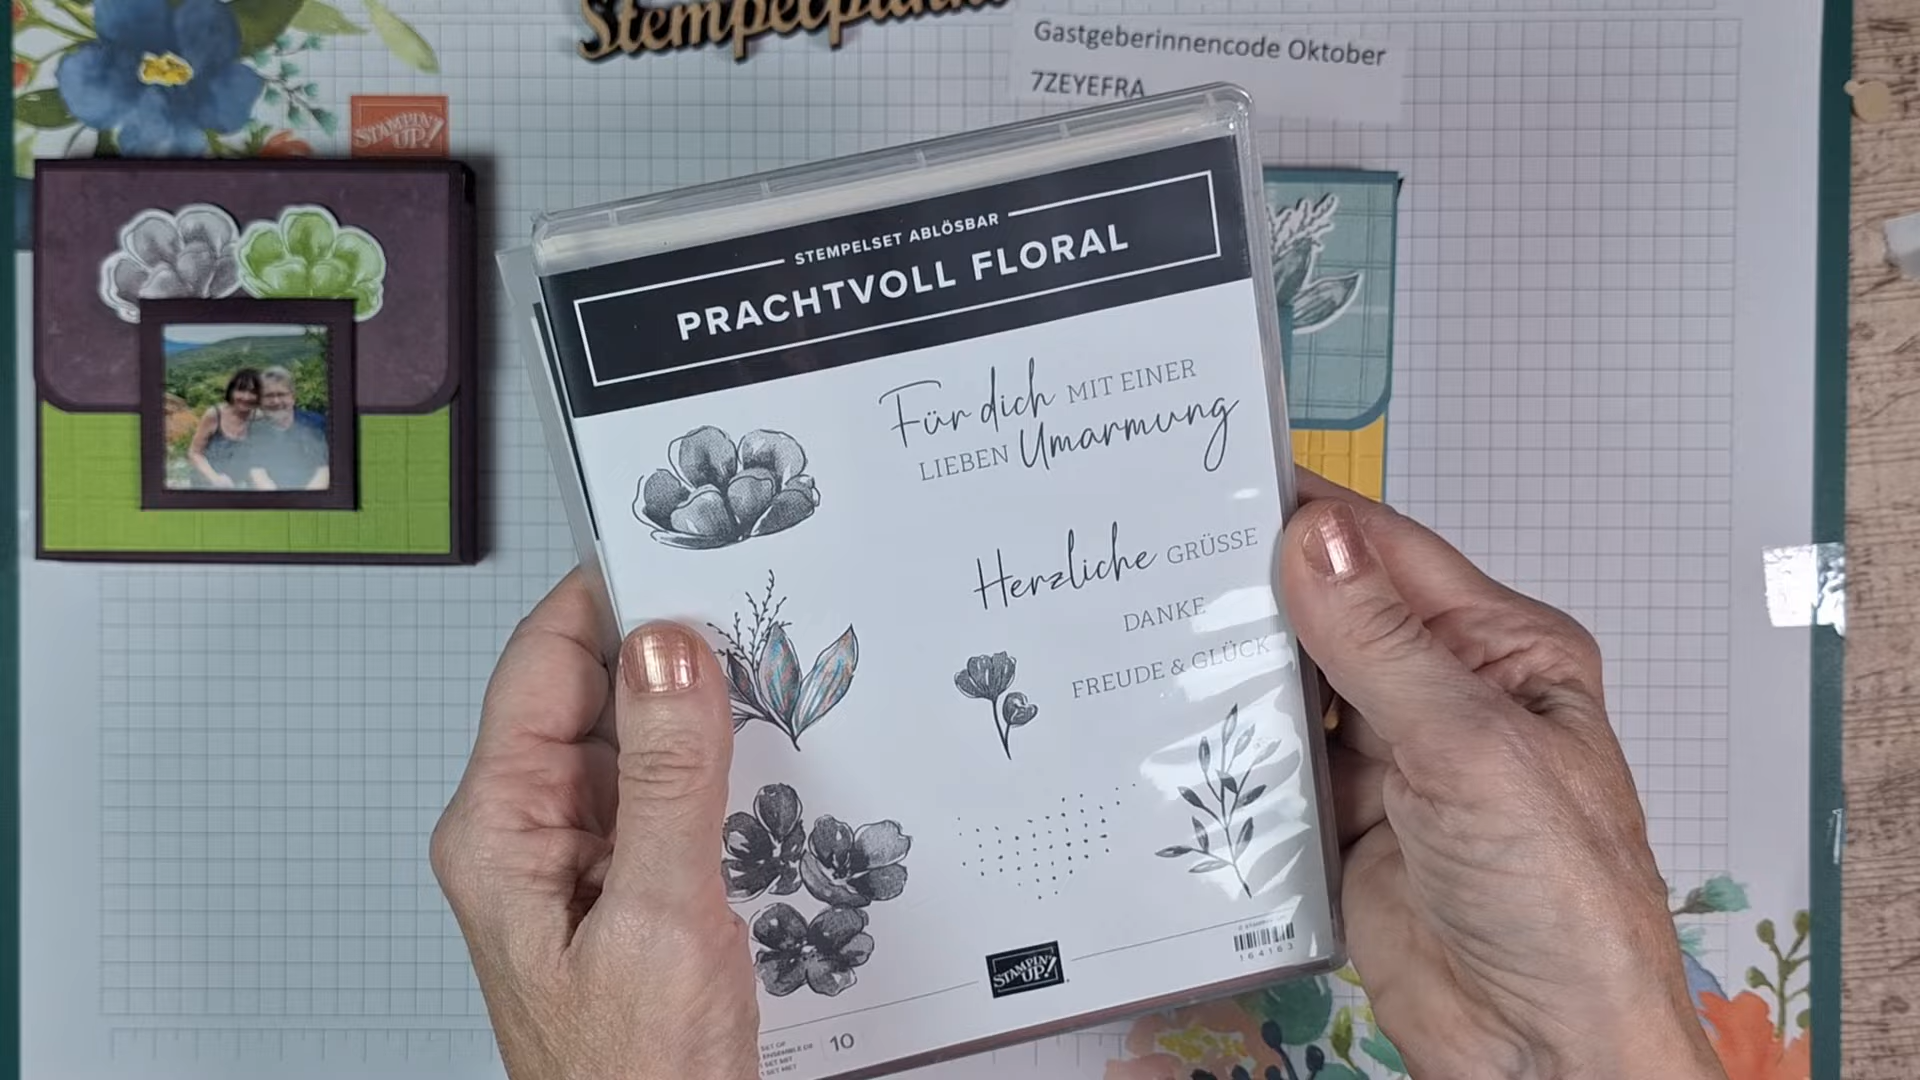 Gastgeberinnencode Oktober
7ZEYEFRA
STAMPIN'
UP!
STEMPELSET ABLÖSBAR
PRACHTVOLL FLORAL
Für dich MIT EINER
LIEBEN Umarmung
Herzliche GRÜSSE
DANKE
FREUDE & GLÜCK
STAMPIN'
UP!
164163
10